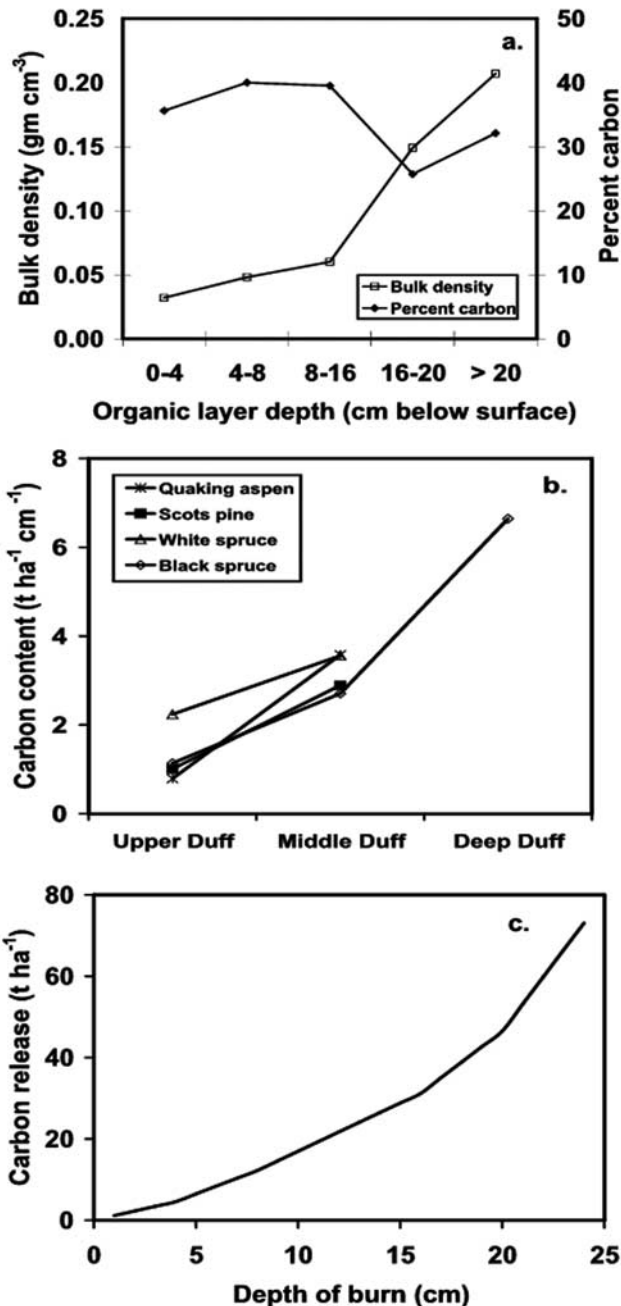 a.
Bulk density (gm cm⁻³)
0.25
0.20
0.15
0.10
0.05
0.00
Percent carbon
50
40
30
20
10
0
Bulk density
Percent carbon
0-4 4-8 8-16 16-20 > 20
Organic layer depth (cm below surface)
b.
Carbon content (t ha⁻¹ cm⁻¹)
8
6
4
2
0
Quaking aspen
Scots pine
White spruce
Black spruce
Upper Duff Middle Duff Deep Duff
c.
Carbon release (t ha⁻¹)
80
60
40
20
0
0 5 10 15 20 25
Depth of burn (cm)